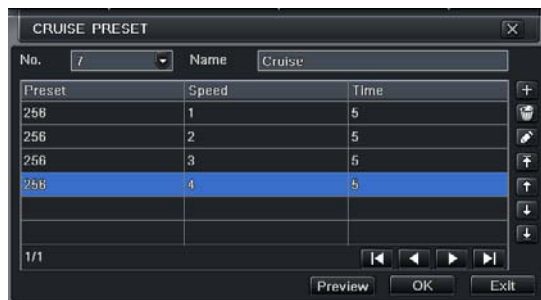 CRUISE PRESET
No. 7 Name Cruise
Preset Speed Time
256 1 5
256 2 5
256 3 5
256 4 5
1/1
Preview OK Exit